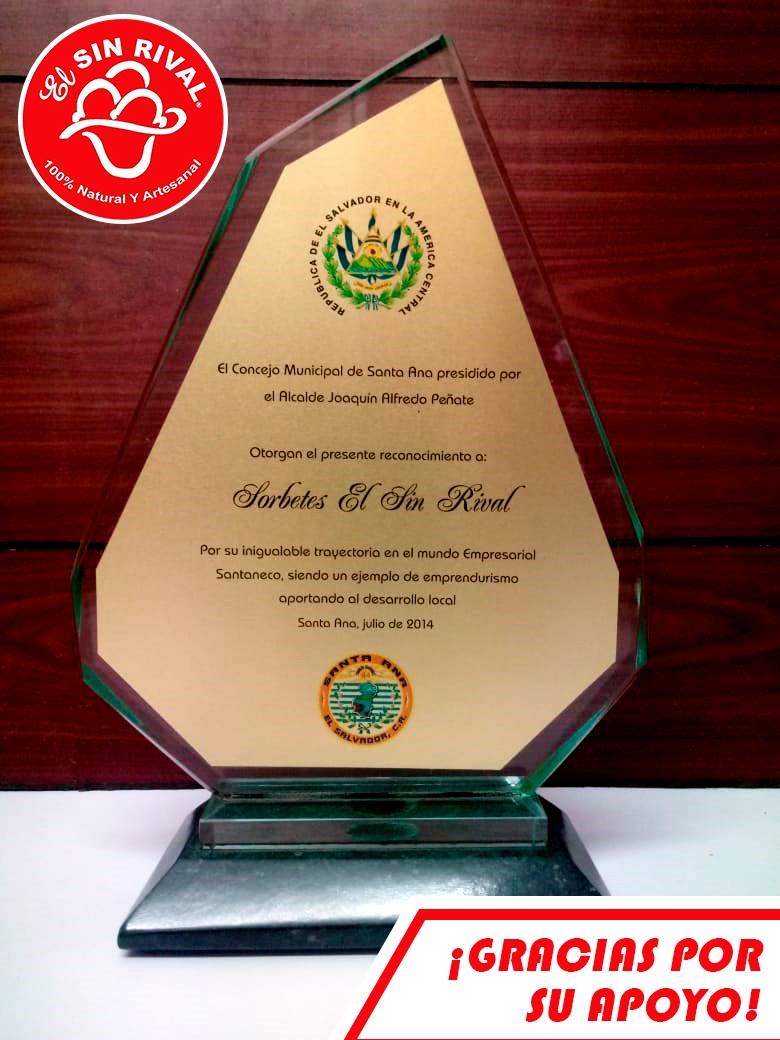 El SIN RIVAL®
100% Natural Y Artesanal
REPUBLICA DE EL SALVADOR EN LA AMERICA CENTRAL
El Concejo Municipal de Santa Ana presidido por
el Alcalde Joaquín Alfredo Peñate
Otorgan el presente reconocimiento a:
Sorbetes El Sin Rival
Por su inigualable trayectoria en el mundo Empresarial
Santaneco, siendo un ejemplo de emprendurismo
aportando al desarrollo local
Santa Ana, julio de 2014
SANTA ANA
EL SALVADOR, C.A.
¡GRACIAS POR
SU APOYO!